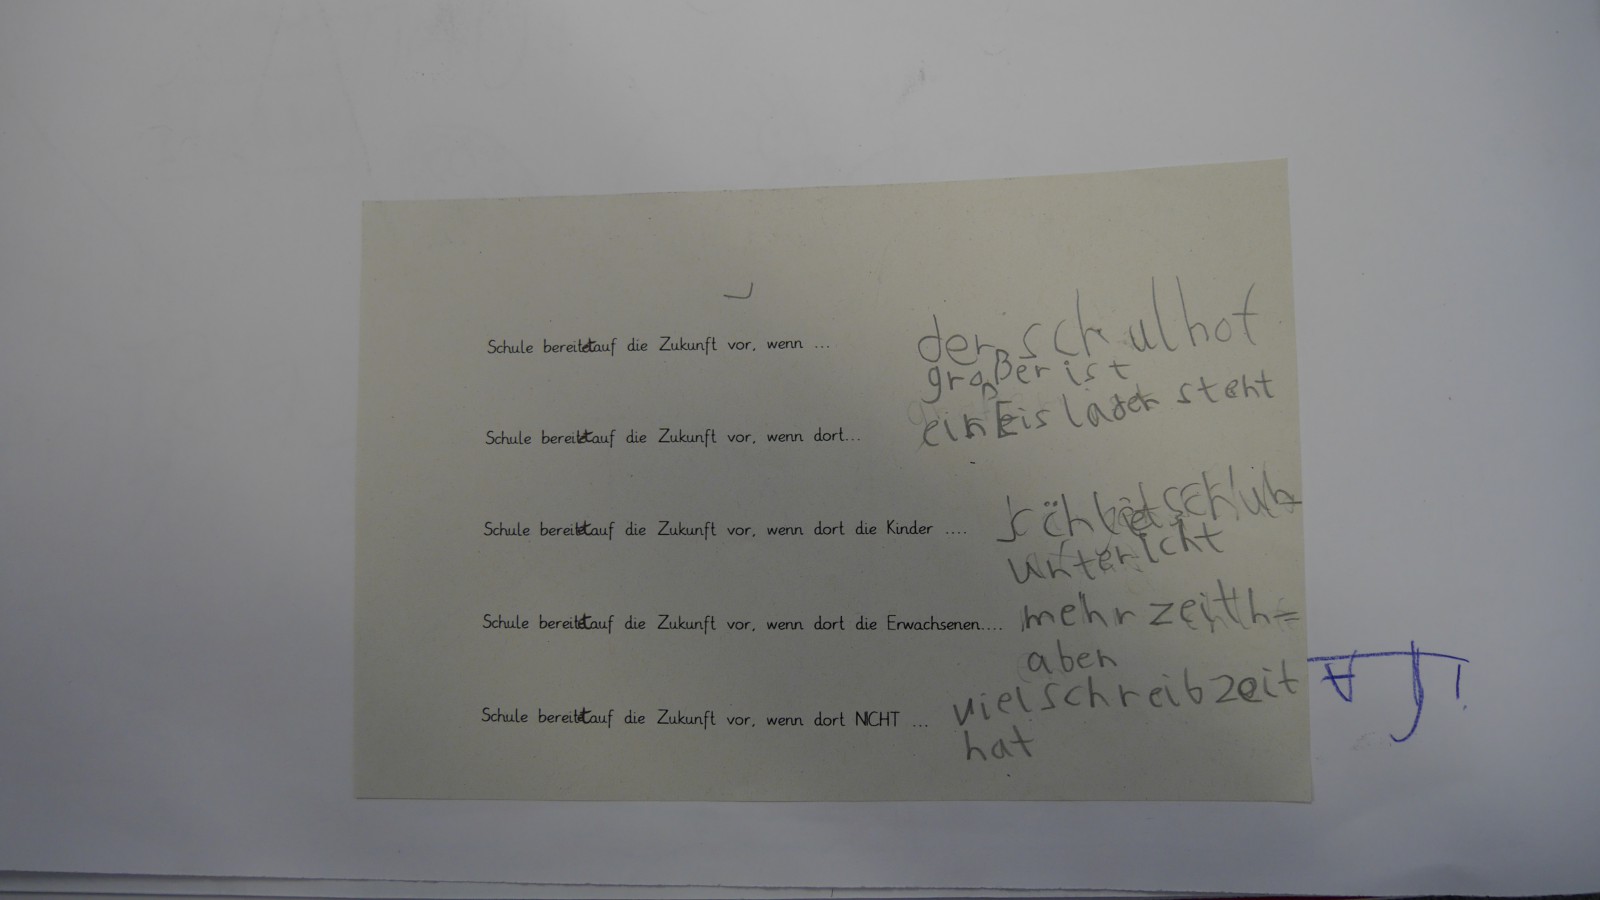 Schule bereitet auf die Zukunft vor, wenn ... der schulhof
großer ist
Schule bereitet auf die Zukunft vor, wenn dort... ein Eis laden steht
Schule bereitet auf die Zukunft vor, wenn dort die Kinder ....
untericht
Schule bereitet auf die Zukunft vor, wenn dort die Erwachsenen.... mehr zeit h=
aben
Schule bereitet auf die Zukunft vor, wenn dort NICHT ... viel schreibzeit
hat